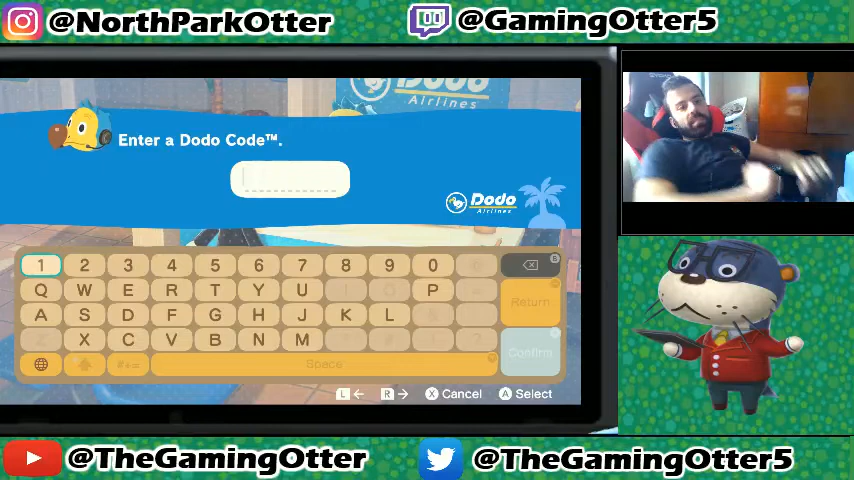 @NorthParkOtter
@GamingOtter5
Dodo
Airlines
Enter a Dodo Code™.
Dodo
Airlines
1 2 3 4 5 6 7 8 9 0
Q W E R T Y U P
Return
A S D F G H J K L
X C V B N M
Confirm
Space
L ← R → X Cancel A Select
@TheGamingOtter
@TheGamingOtter5